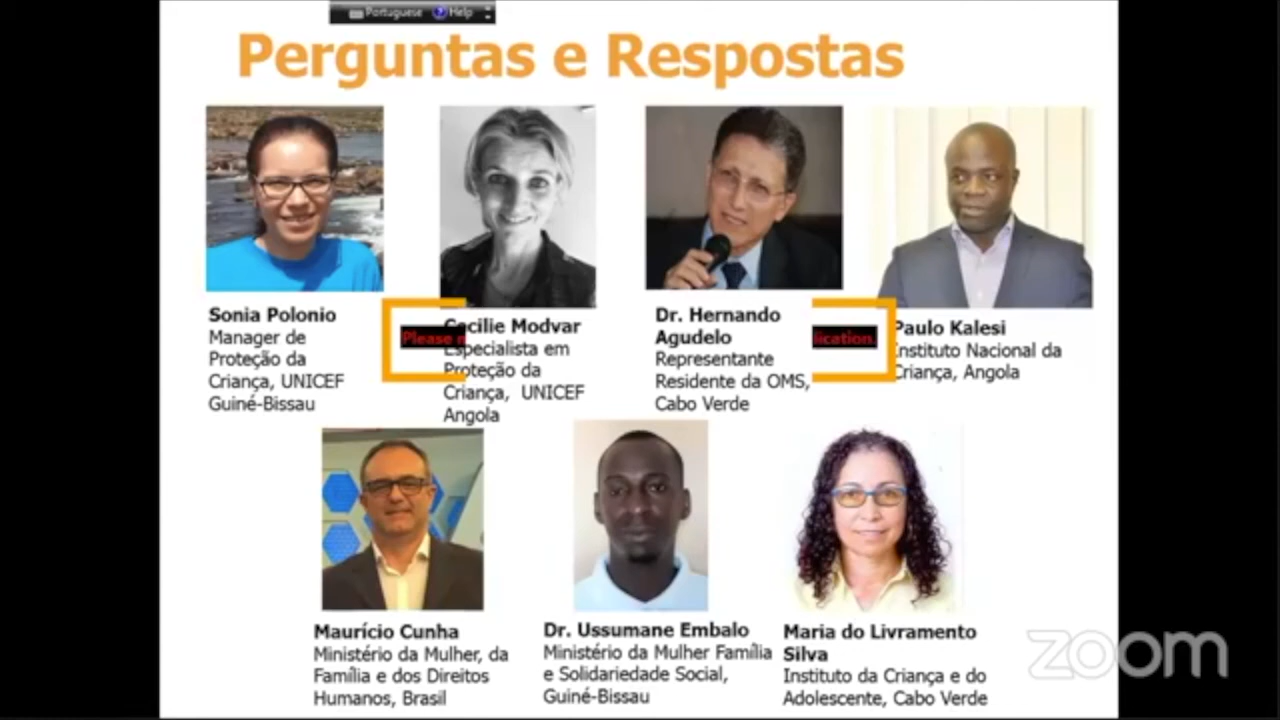 Portuguese Help
Perguntas e Respostas
Sonia Polonio
Manager de
Proteção da
Criança, UNICEF
Guiné-Bissau
Please
Cecilie Modvar
Especialista em
Proteção da
Criança, UNICEF
Angola
Dr. Hernando
Agudelo
Representante
Residente da OMS,
Cabo Verde
lication.
Paulo Kalesi
Instituto Nacional da
Criança, Angola
Maurício Cunha
Ministério da Mulher, da
Família e dos Direitos
Humanos, Brasil
Dr. Ussumane Embalo
Ministério da Mulher Família
e Solidariedade Social,
Guiné-Bissau
Maria do Livramento
Silva
Instituto da Criança e do
Adolescente, Cabo Verde
zoom